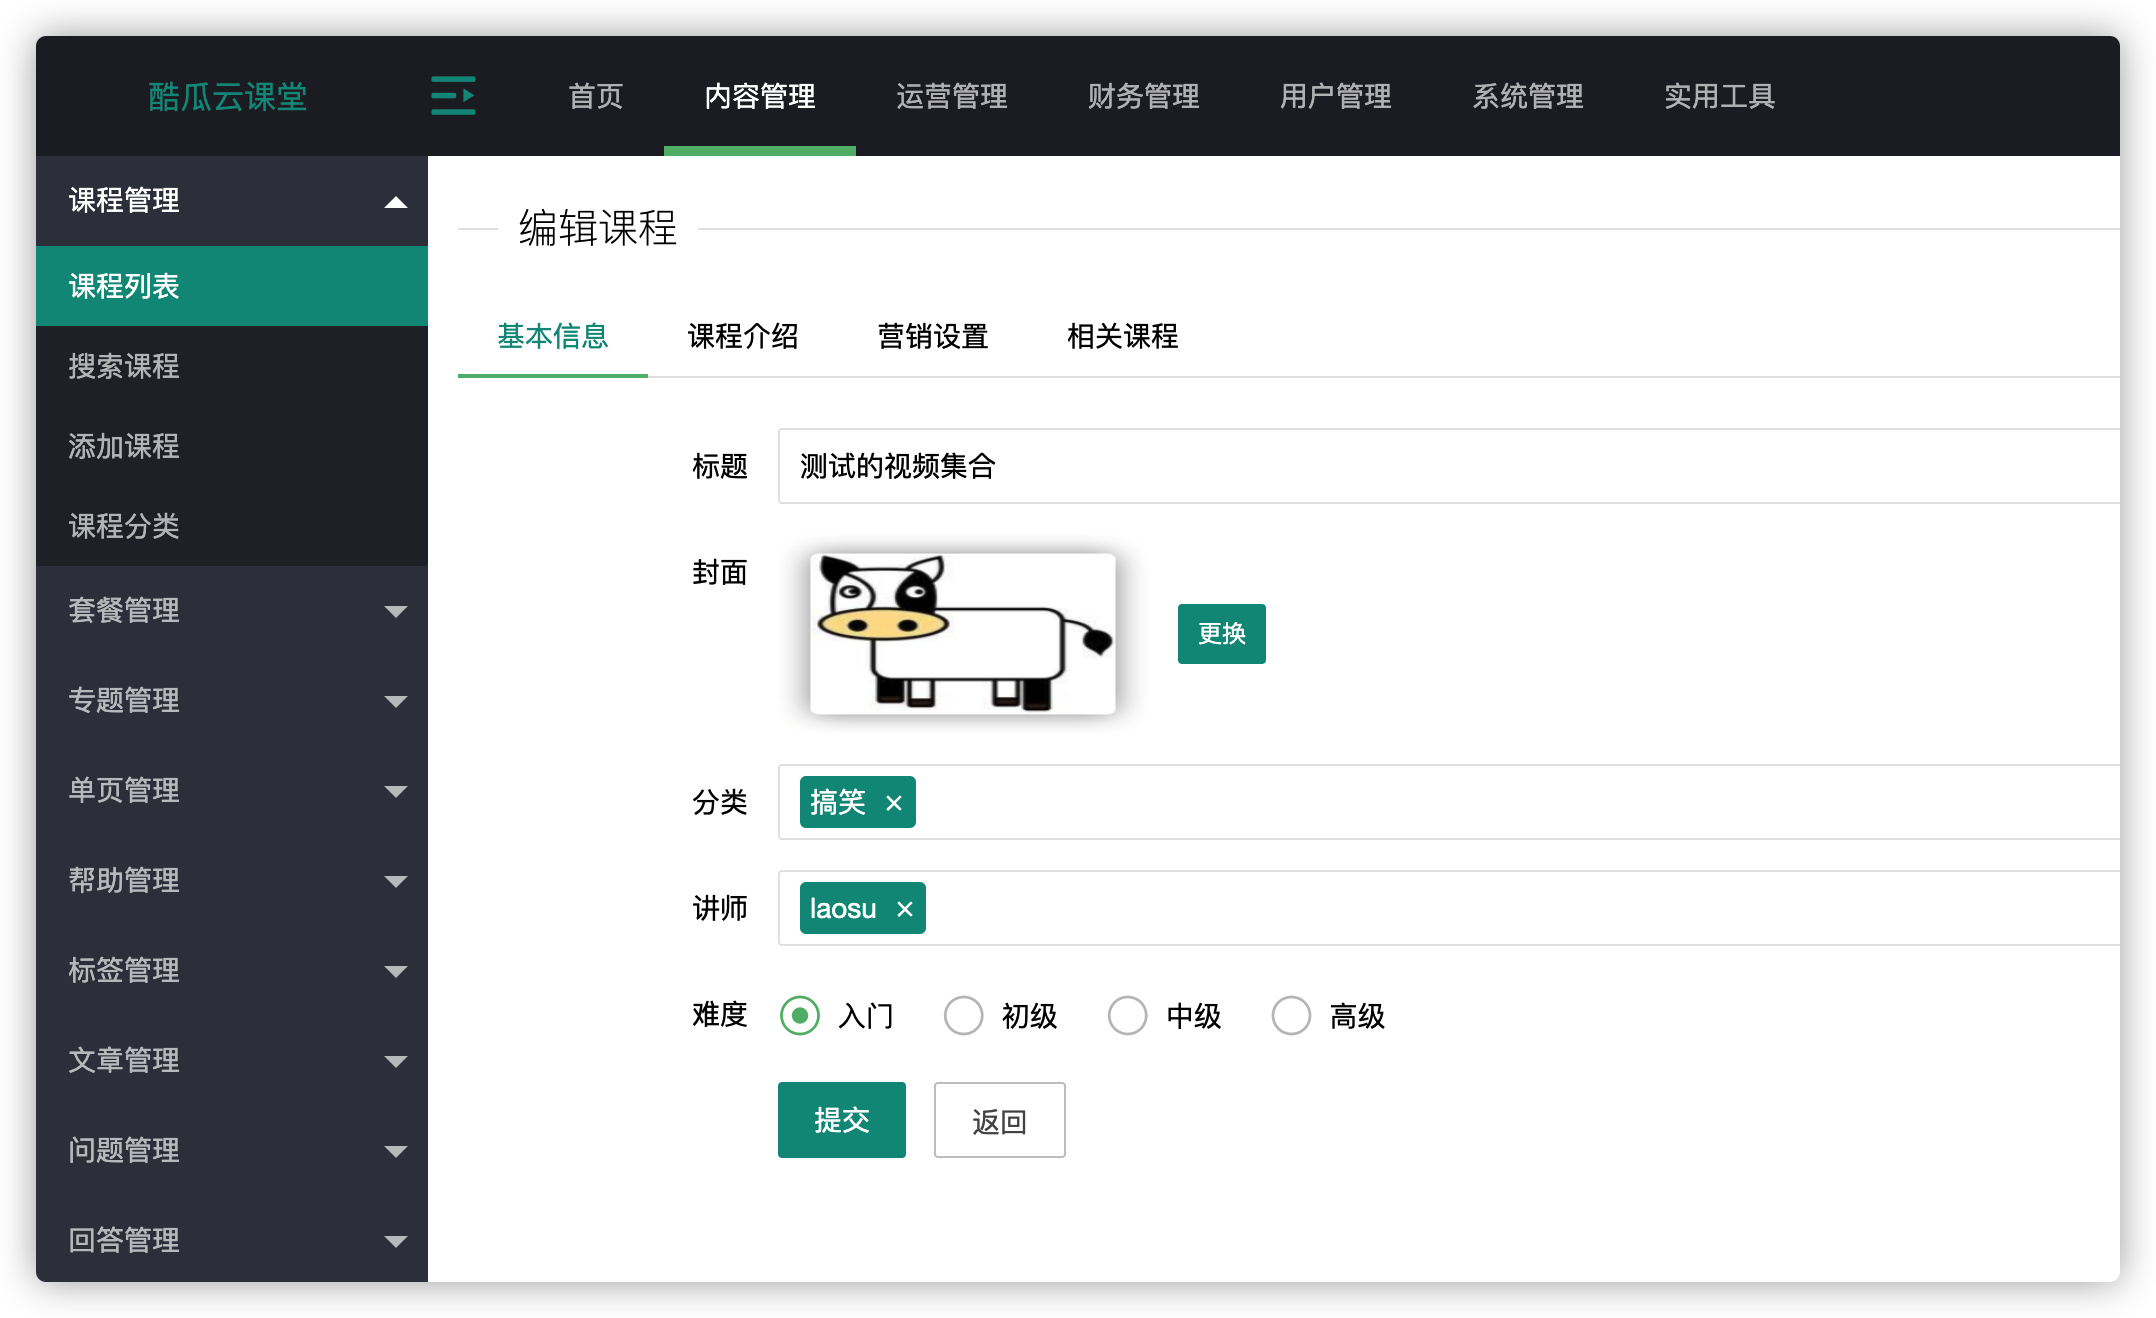 酷瓜云课堂 首页 内容管理 运营管理 财务管理 用户管理 系统管理 实用工具
课程管理
课程列表
搜索课程
添加课程
课程分类
套餐管理
专题管理
单页管理
帮助管理
标签管理
文章管理
问题管理
回答管理
编辑课程
基本信息 课程介绍 营销设置 相关课程
标题 测试的视频集合
封面
更换
分类 搞笑 ×
讲师 laosu ×
难度 入门 初级 中级 高级
提交 返回